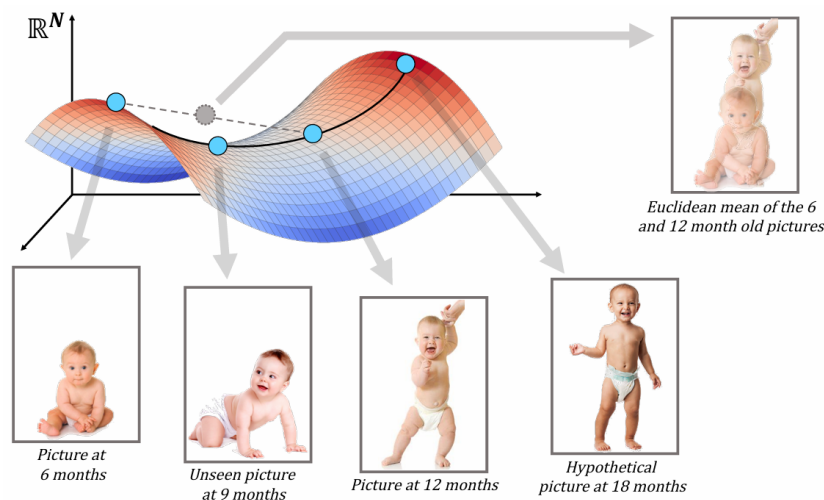 ℝᴺ
Euclidean mean of the 6
and 12 month old pictures
Picture at
6 months
Unseen picture
at 9 months
Picture at 12 months
Hypothetical
picture at 18 months